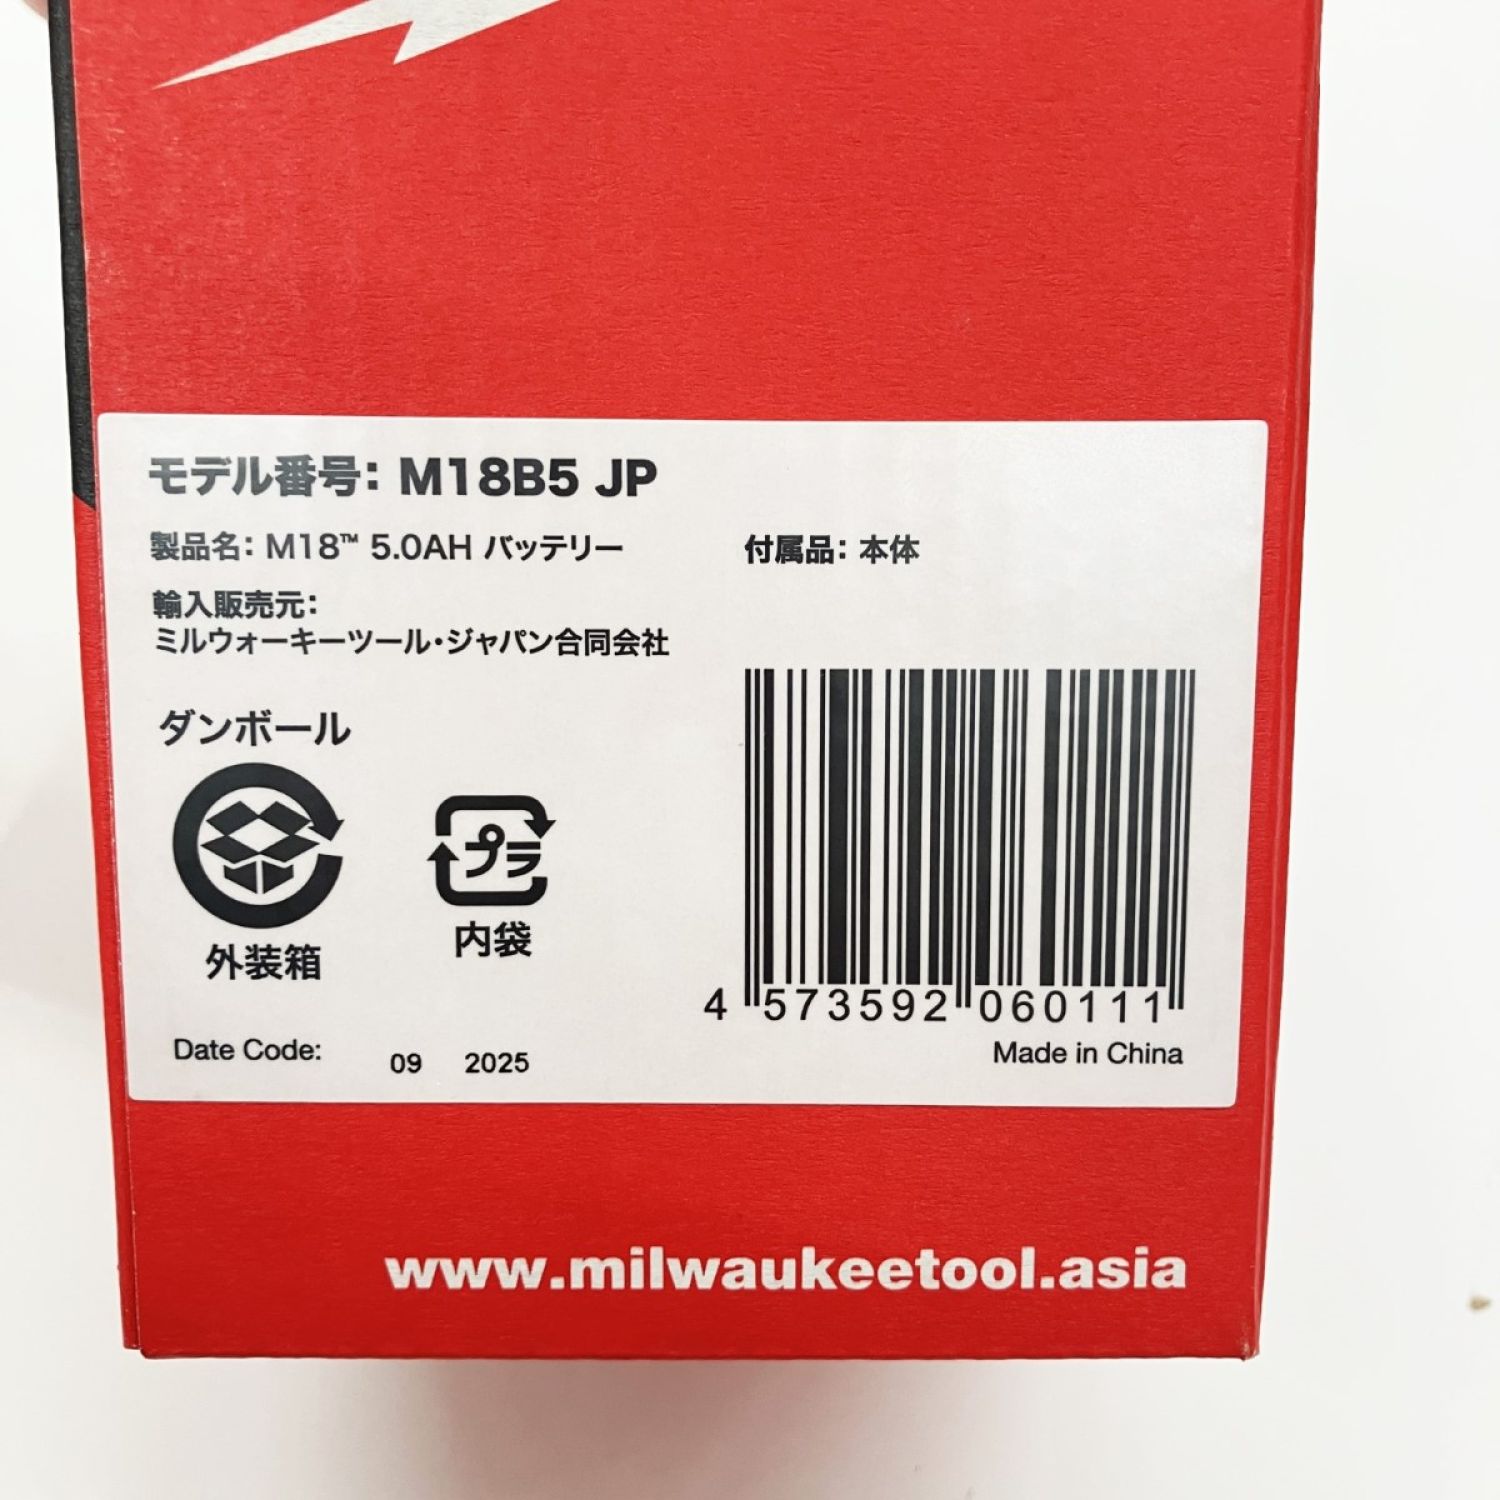 モデル番号: M18B5 JP
製品名: M18™ 5.0AH バッテリー
付属品: 本体
輸入販売元:
ミルウォーキーツール・ジャパン合同会社
ダンボール
プラ
外装箱
内袋
4 573592 060111
Date Code: 09 2025
Made in China
www.milwaukeetool.asia